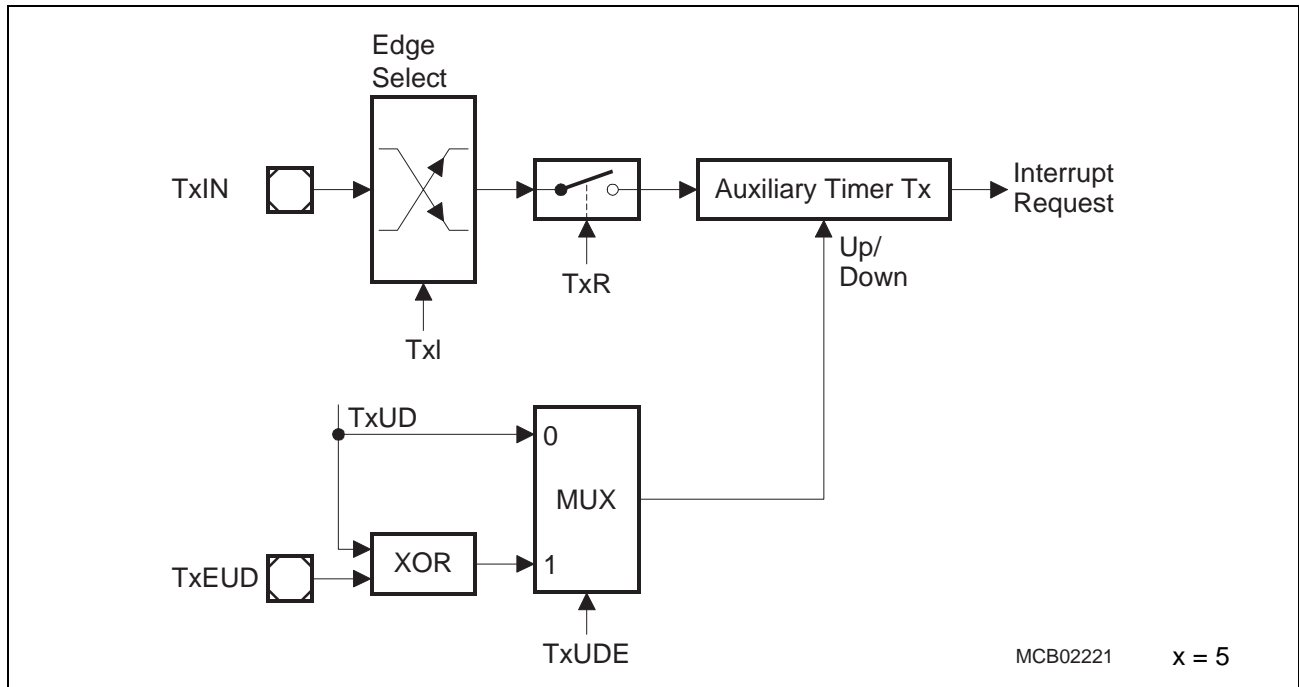 Edge
Select
TxIN
Auxiliary Timer Tx
Interrupt
Request
TxR
Up/
Down
TxI
TxUD
0
MUX
XOR
1
TxEUD
TxUDE
MCB02221
x = 5